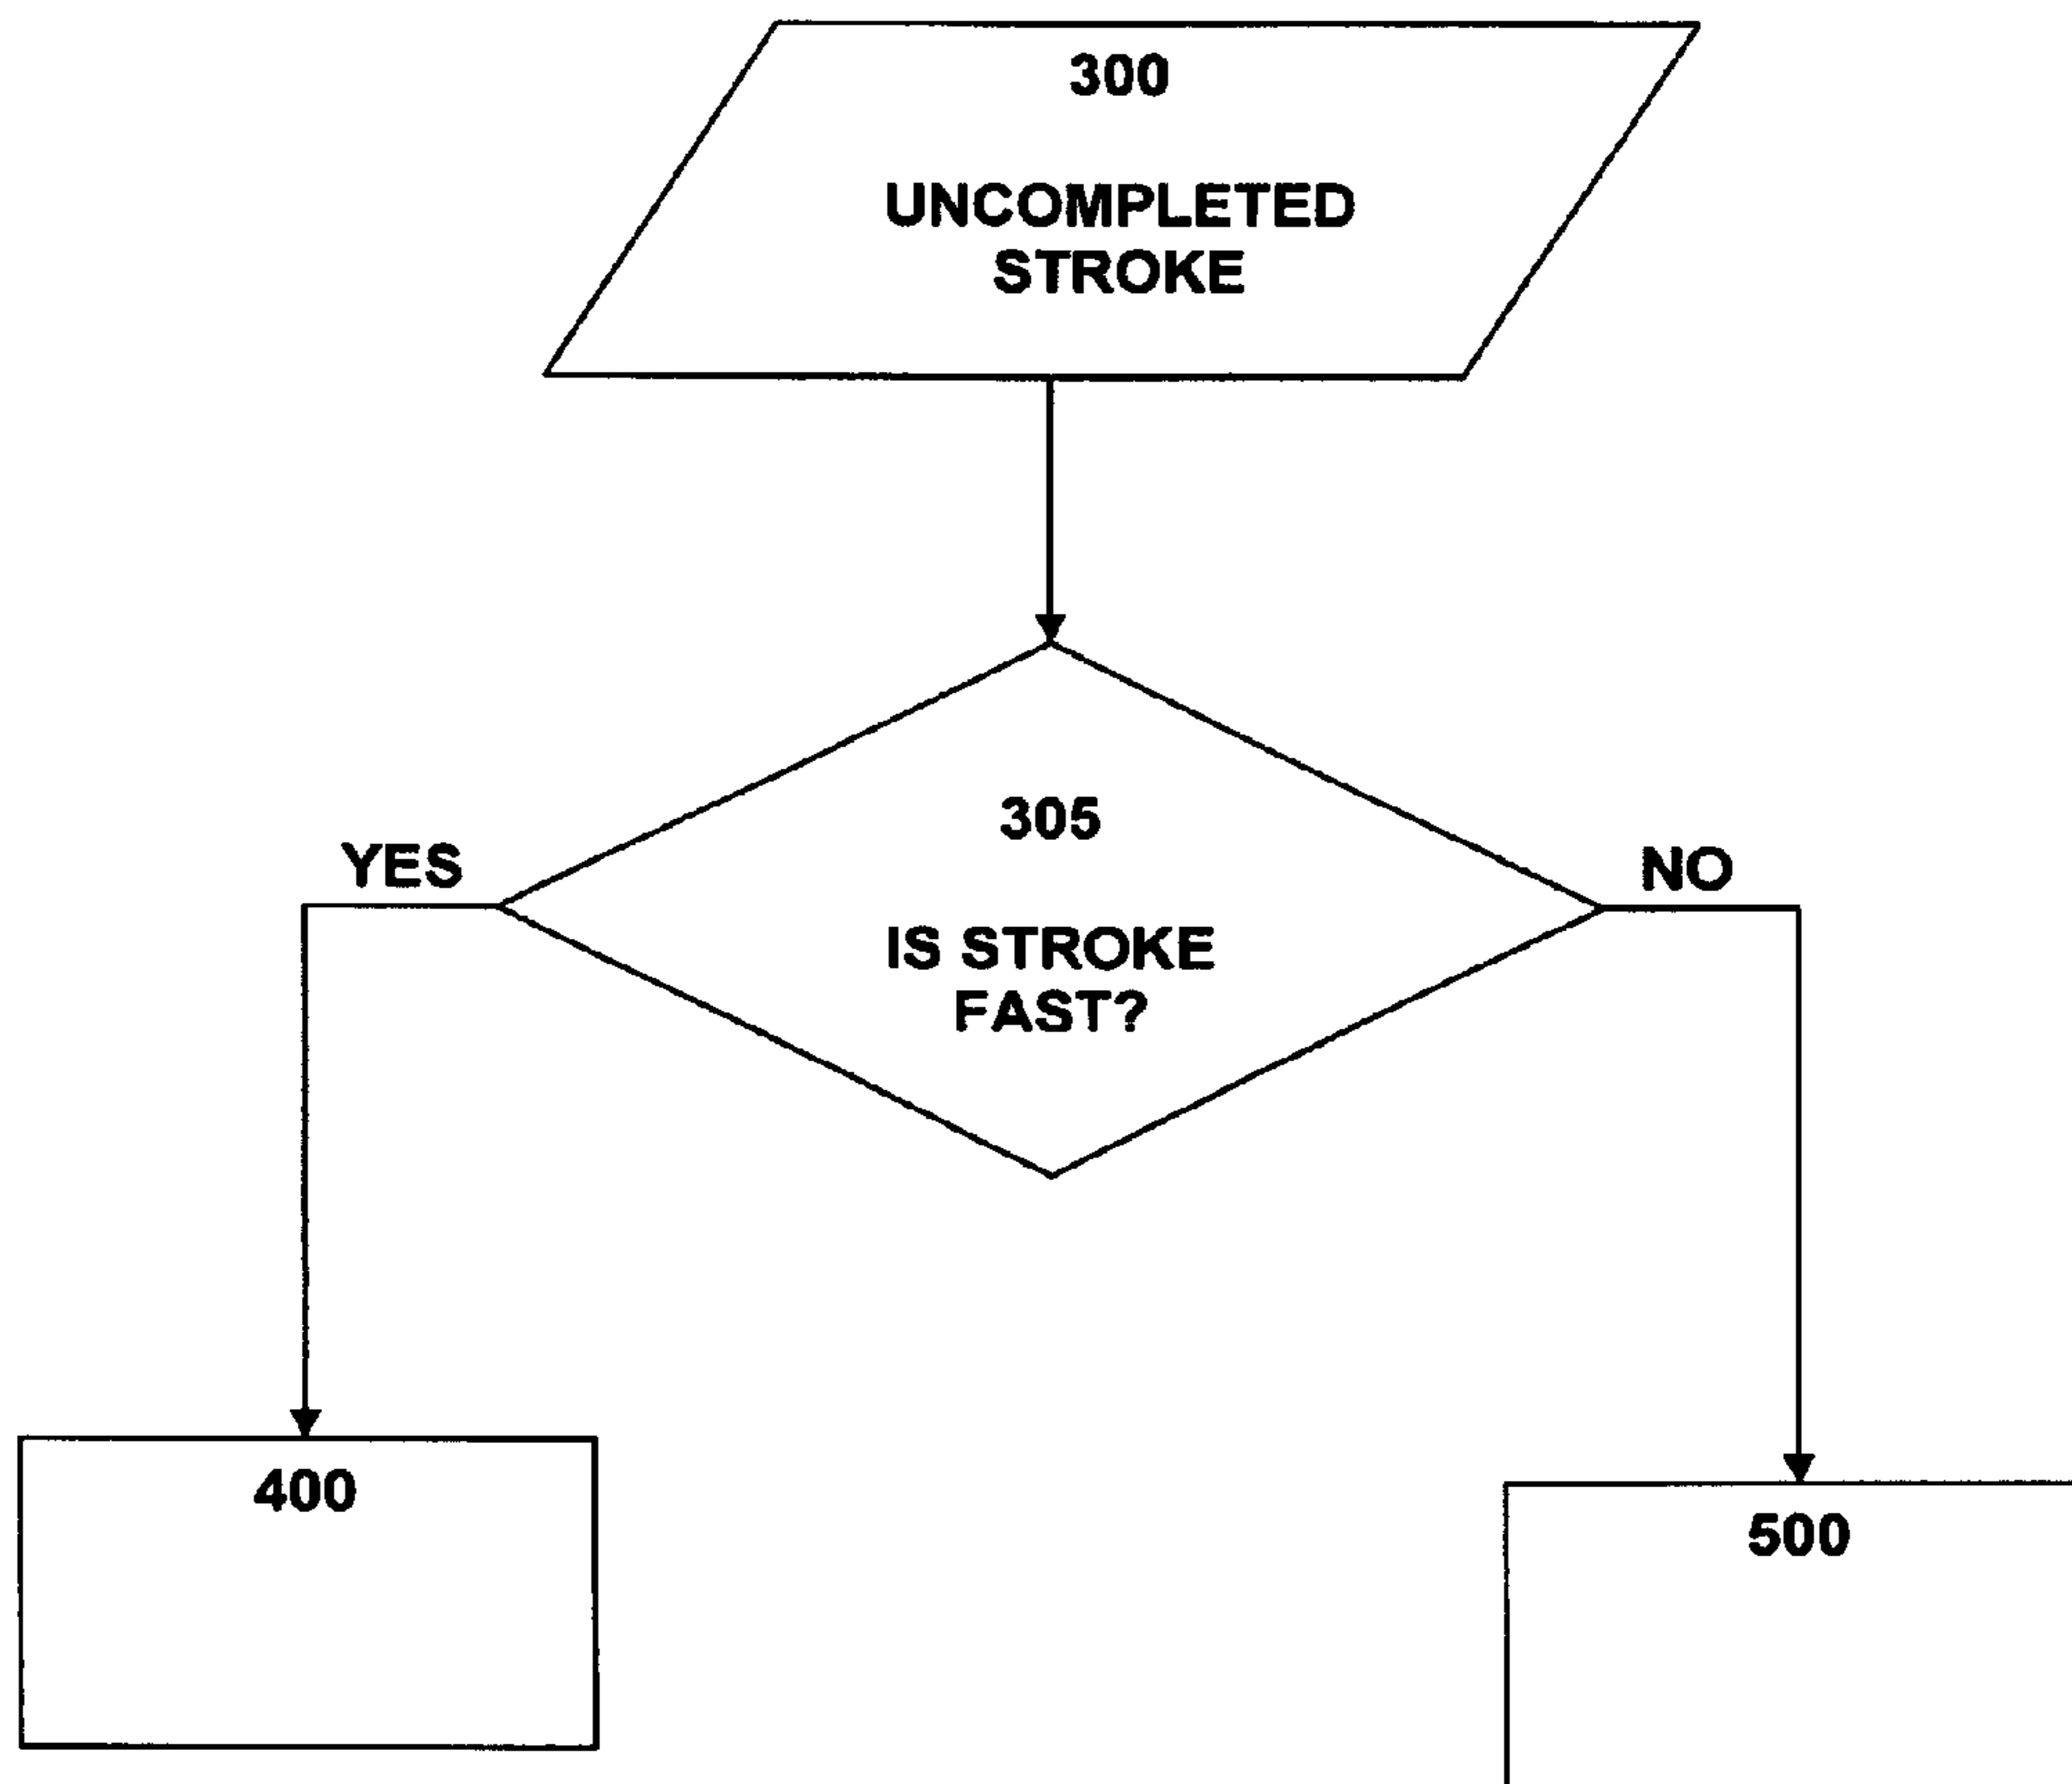 300
UNCOMPLETED
STROKE
305
IS STROKE
FAST?
YES
NO
400
500